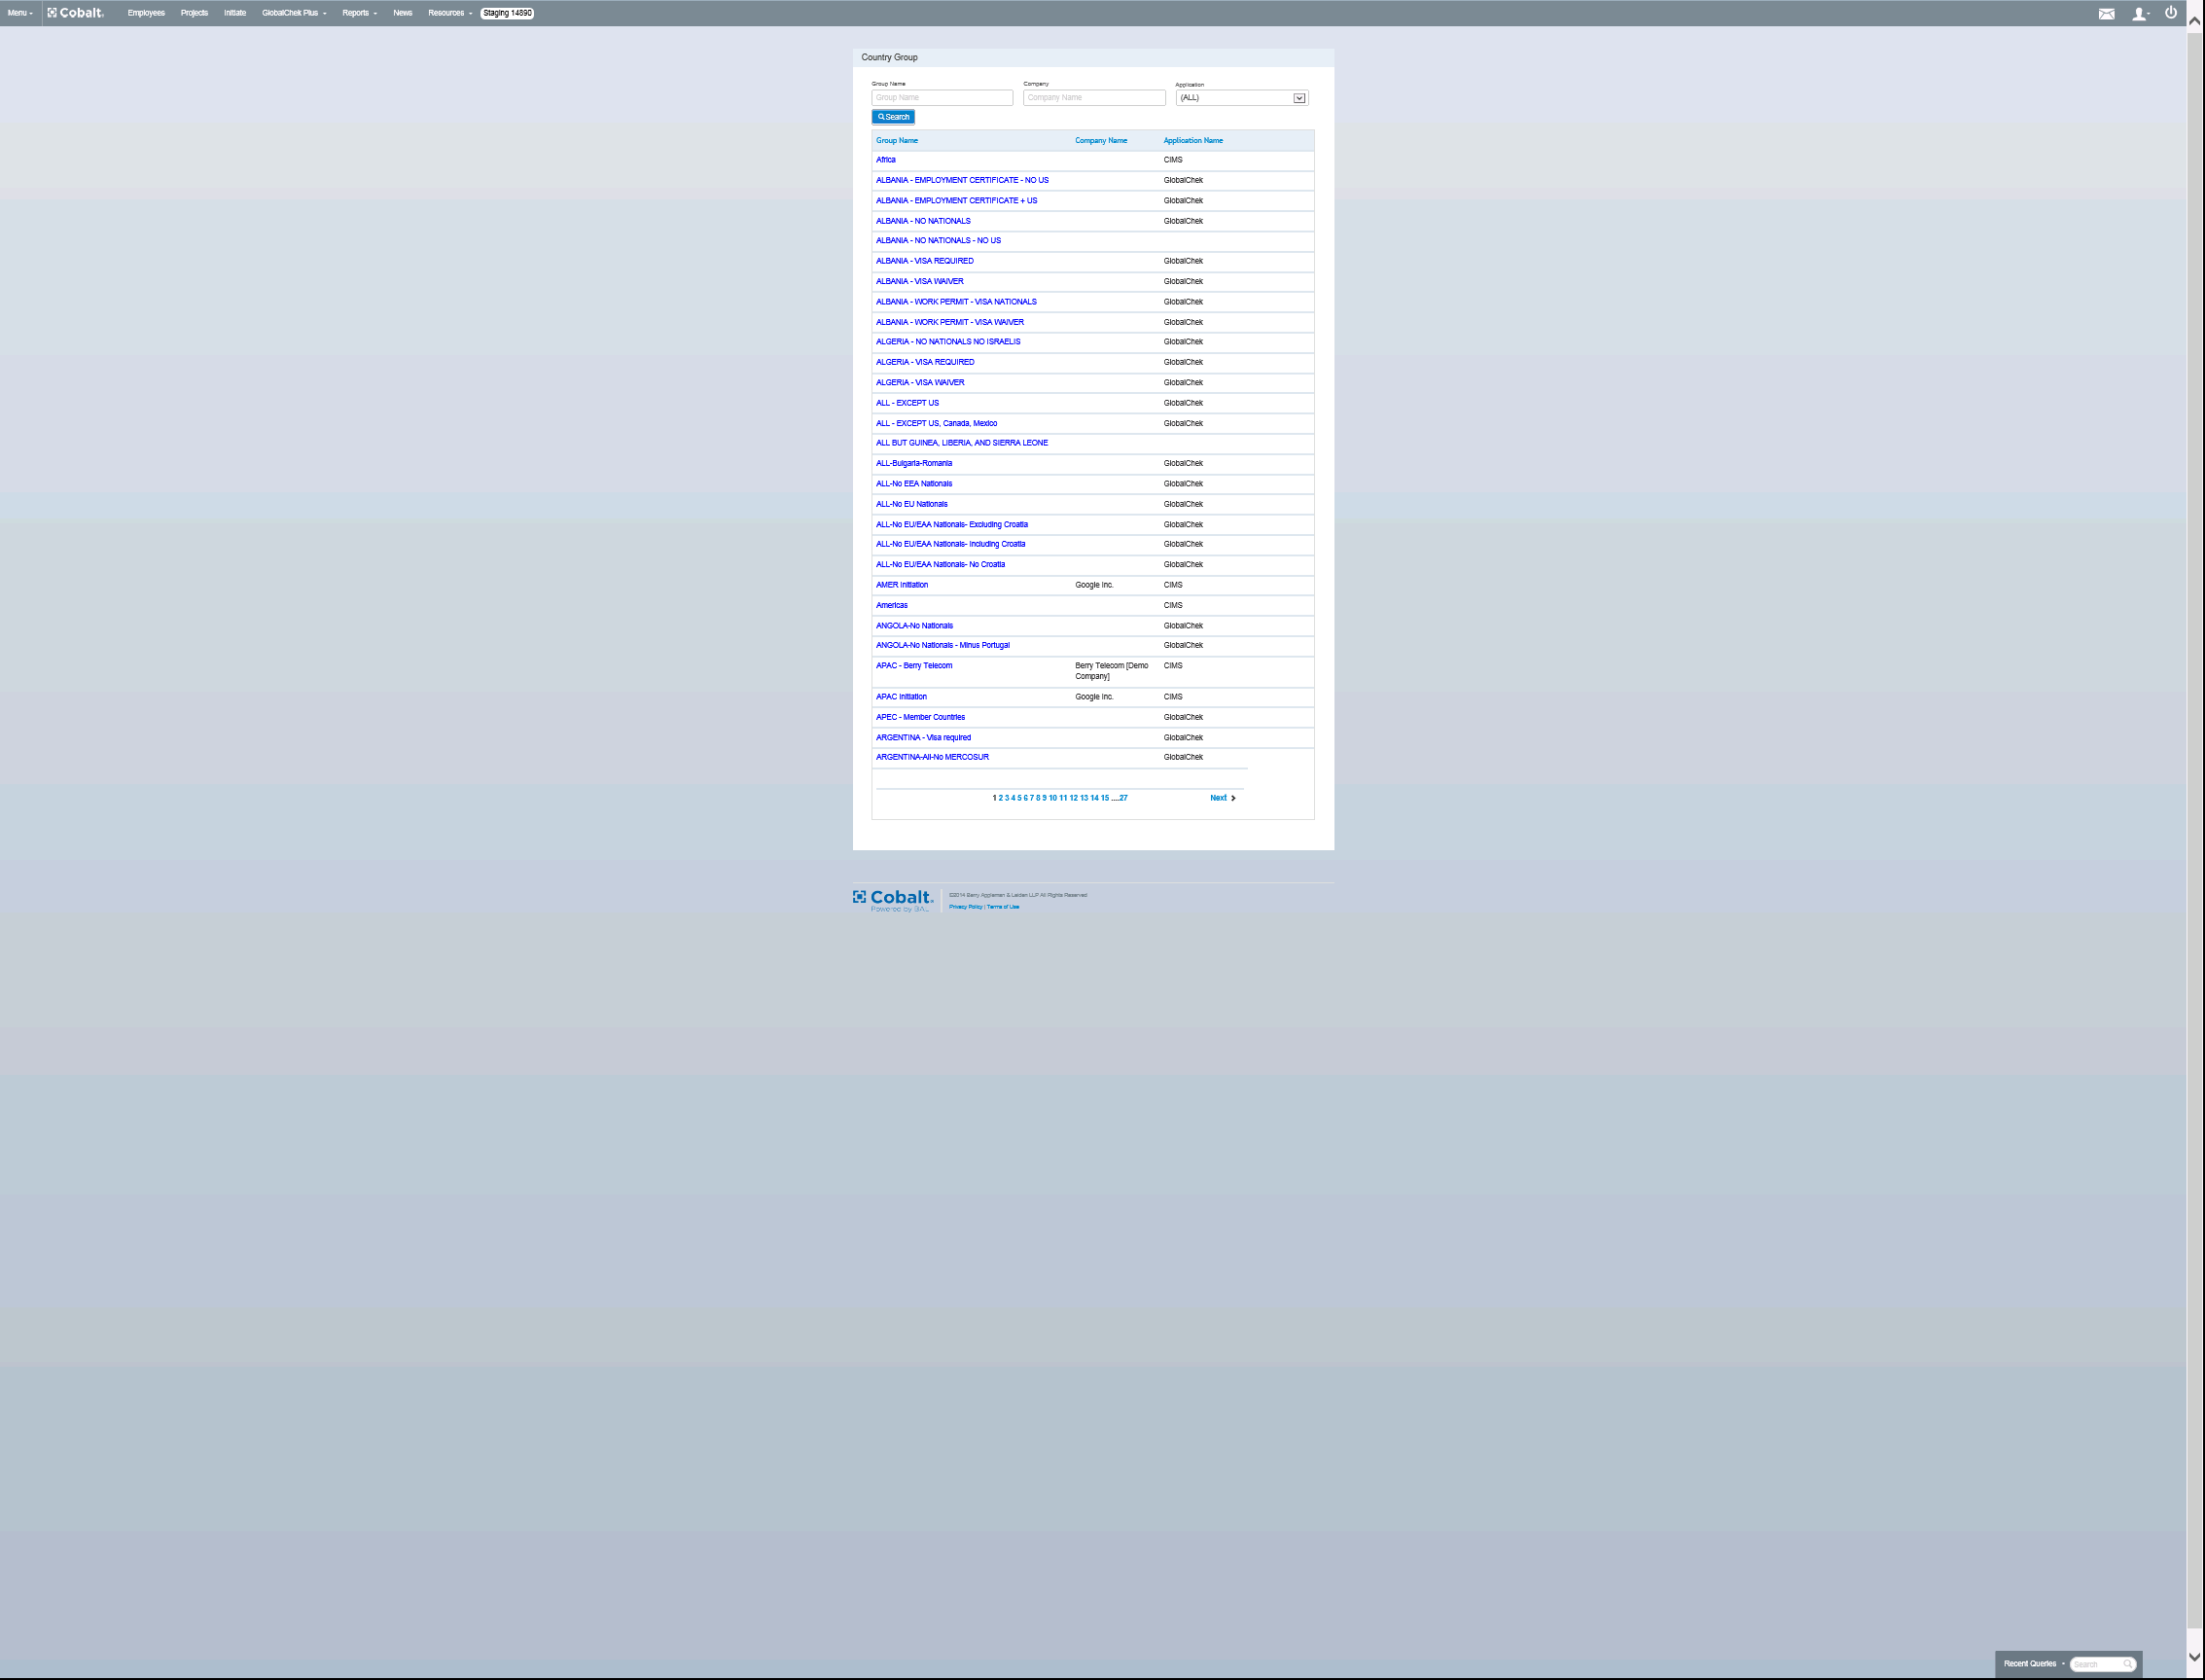 Menu Cobalt. Employees Projects Initiate GlobalChek Plus Reports News Resources Staging 14890
Country Group
Group Name Company Application
Group Name Company Name (ALL)
Search
Group Name Company Name Application Name
Africa CIMS
ALBANIA - EMPLOYMENT CERTIFICATE - NO US GlobalChek
ALBANIA - EMPLOYMENT CERTIFICATE + US GlobalChek
ALBANIA - NO NATIONALS GlobalChek
ALBANIA - NO NATIONALS - NO US
ALBANIA - VISA REQUIRED GlobalChek
ALBANIA - VISA WAIVER GlobalChek
ALBANIA - WORK PERMIT - VISA NATIONALS GlobalChek
ALBANIA - WORK PERMIT - VISA WAIVER GlobalChek
ALGERIA - NO NATIONALS NO ISRAELIS GlobalChek
ALGERIA - VISA REQUIRED GlobalChek
ALGERIA - VISA WAIVER GlobalChek
ALL - EXCEPT US GlobalChek
ALL - EXCEPT US, Canada, Mexico GlobalChek
ALL BUT GUINEA, LIBERIA, AND SIERRA LEONE
ALL-Bulgaria-Romania GlobalChek
ALL-No EEA Nationals GlobalChek
ALL-No EU Nationals GlobalChek
ALL-No EU/EAA Nationals- Excluding Croatia GlobalChek
ALL-No EU/EAA Nationals- Including Croatia GlobalChek
ALL-No EU/EAA Nationals- No Croatia GlobalChek
AMER Initiation Google Inc. CIMS
Americas CIMS
ANGOLA-No Nationals GlobalChek
ANGOLA-No Nationals - Minus Portugal GlobalChek
APAC - Berry Telecom Berry Telecom [Demo CIMS
Company]
APAC Initiation Google Inc. CIMS
APEC - Member Countries GlobalChek
ARGENTINA - Visa required GlobalChek
ARGENTINA-All-No MERCOSUR GlobalChek
1 2 3 4 5 6 7 8 9 10 11 12 13 14 15 ....27 Next
Cobalt. ©2014 Berry Appleman & Leiden LLP All Rights Reserved
Powered by BAL Privacy Policy | Terms of Use
Recent Queries Search